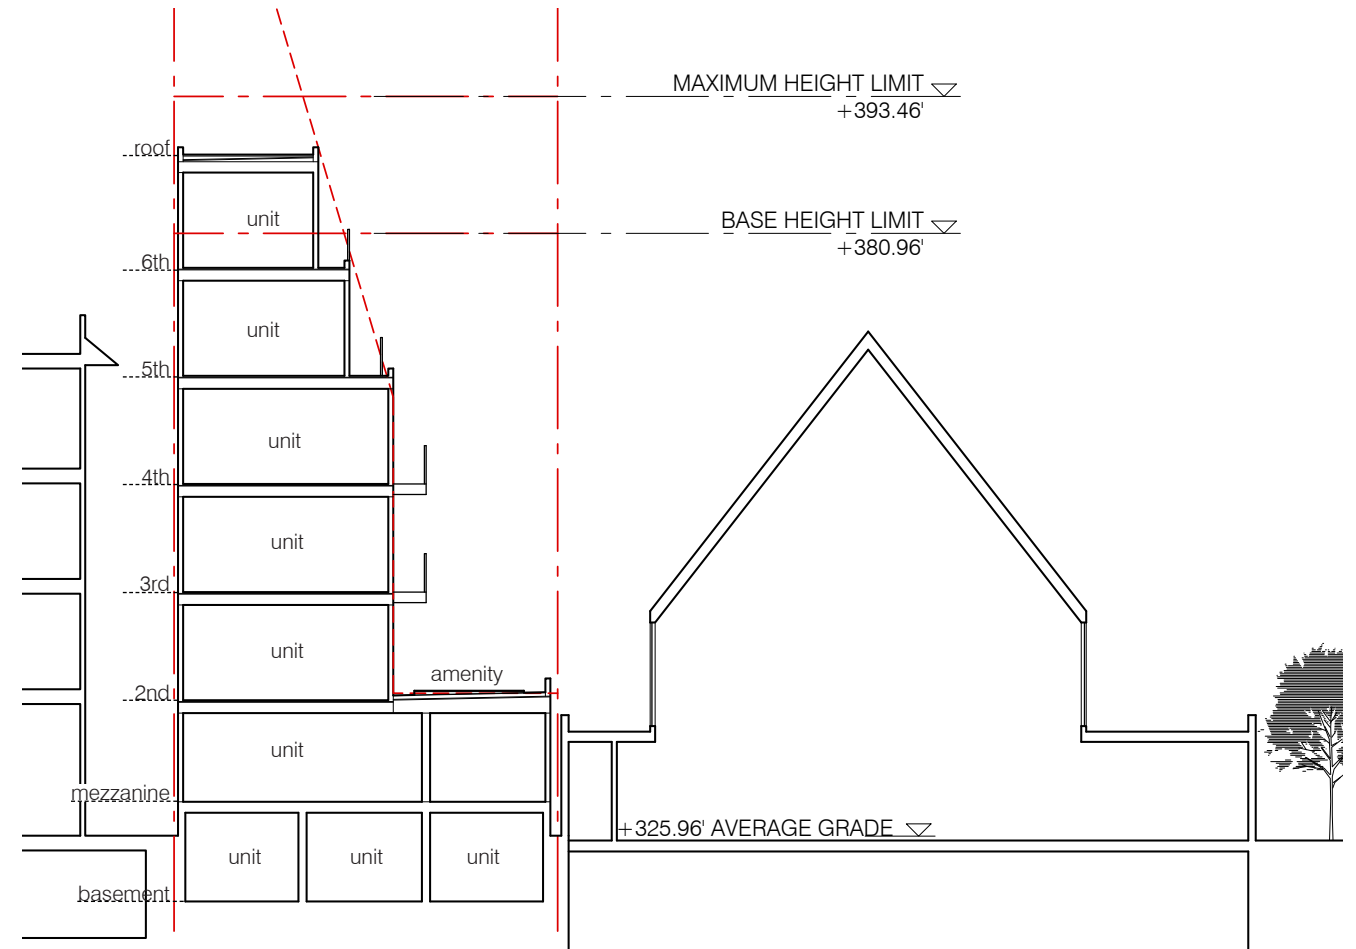 MAXIMUM HEIGHT LIMIT
+393.46'
roof
unit
BASE HEIGHT LIMIT
+380.96'
6th
unit
5th
unit
4th
unit
3rd
unit
amenity
2nd
unit
mezzanine
+325.96' AVERAGE GRADE
unit unit unit
basement